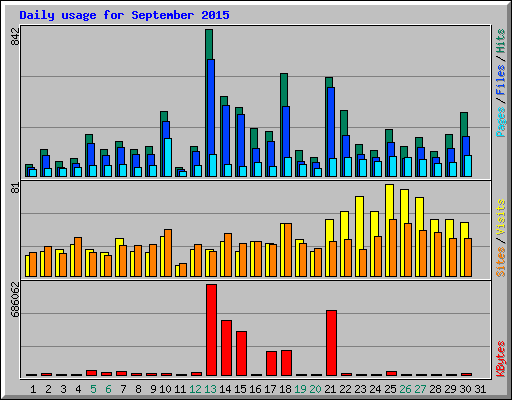 Daily usage for September 2015
842
Pages / Files / Hits
81
Sites / Visits
686062
KBytes
1 2 3 4 5 6 7 8 9 10 11 12 13 14 15 16 17 18 19 20 21 22 23 24 25 26 27 28 29 30 31